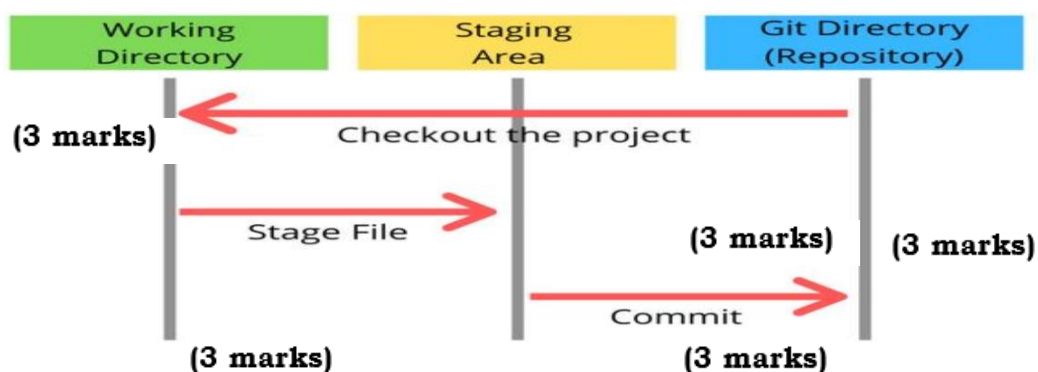 Working
Directory
Staging
Area
Git Directory
(Repository)
Checkout the project
(3 marks)
Stage File
(3 marks)
(3 marks)
Commit
(3 marks)
(3 marks)